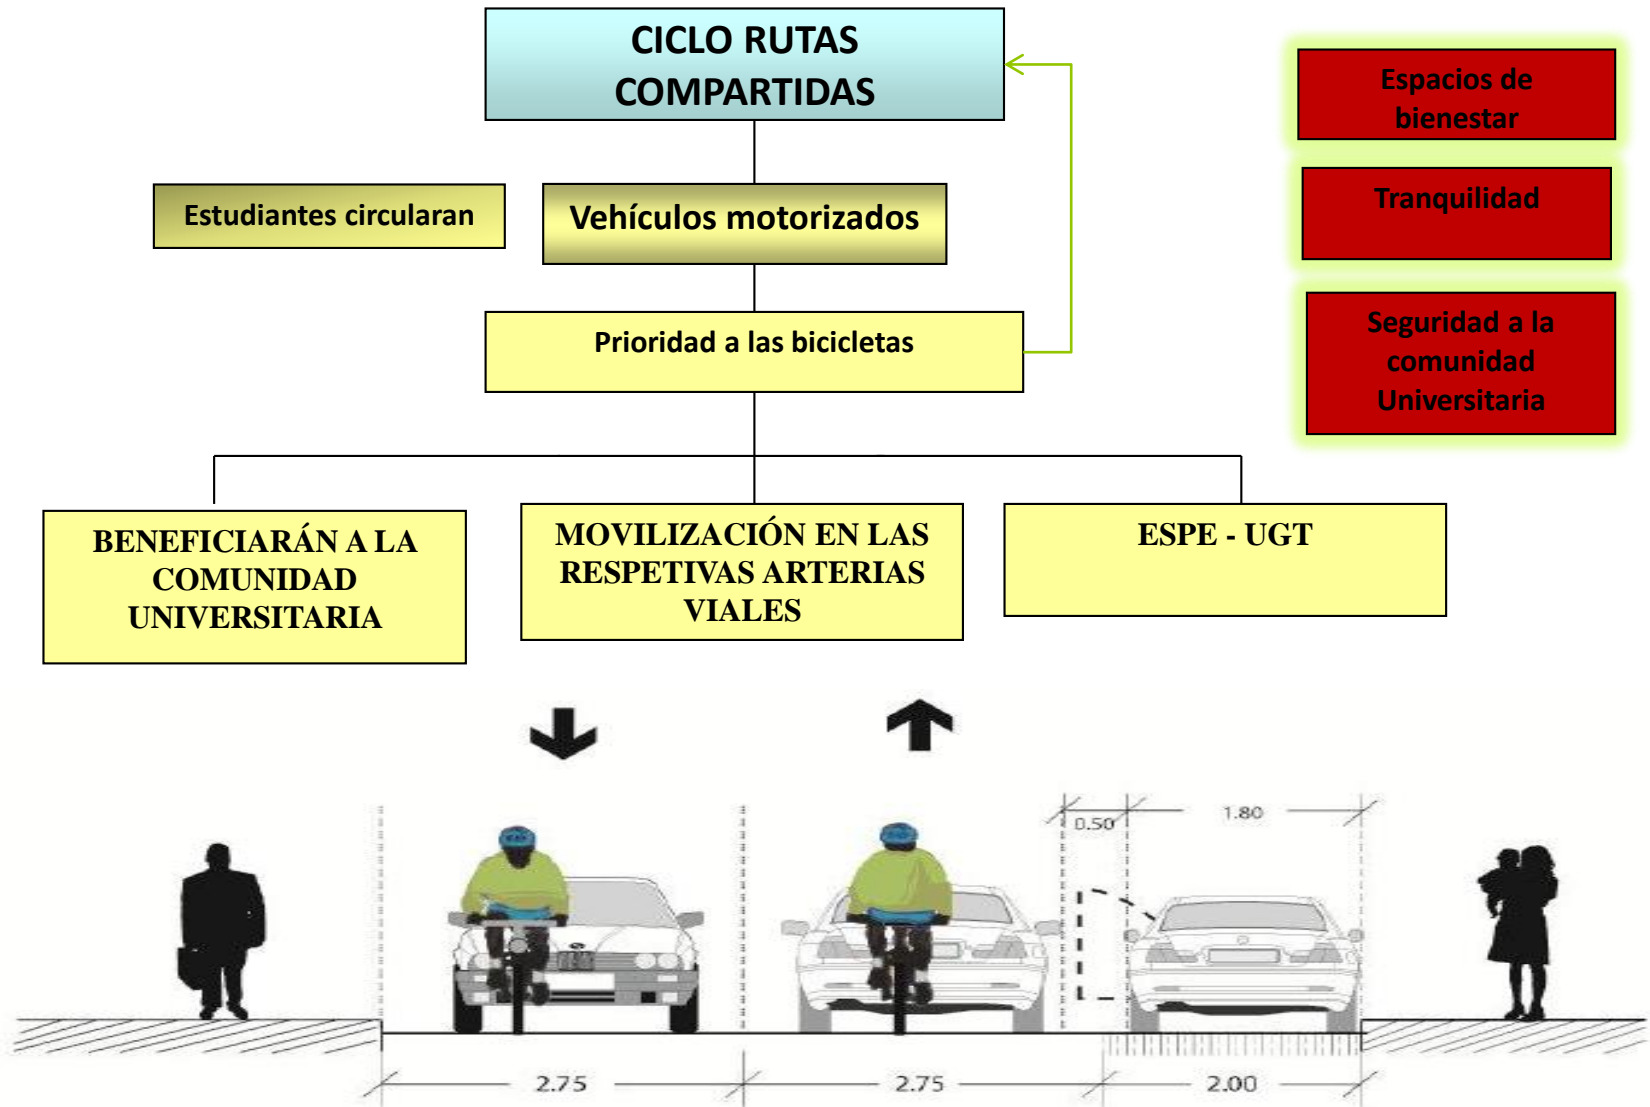 CICLO RUTAS
COMPARTIDAS
Espacios de
bienestar
Estudiantes circularan
Vehículos motorizados
Tranquilidad
Prioridad a las bicicletas
Seguridad a la
comunidad
Universitaria
BENEFICIARÁN A LA
COMUNIDAD
UNIVERSITARIA
MOVILIZACIÓN EN LAS
RESPETIVAS ARTERIAS
VIALES
ESPE - UGT
0.50
1.80
2.75
2.75
2.00